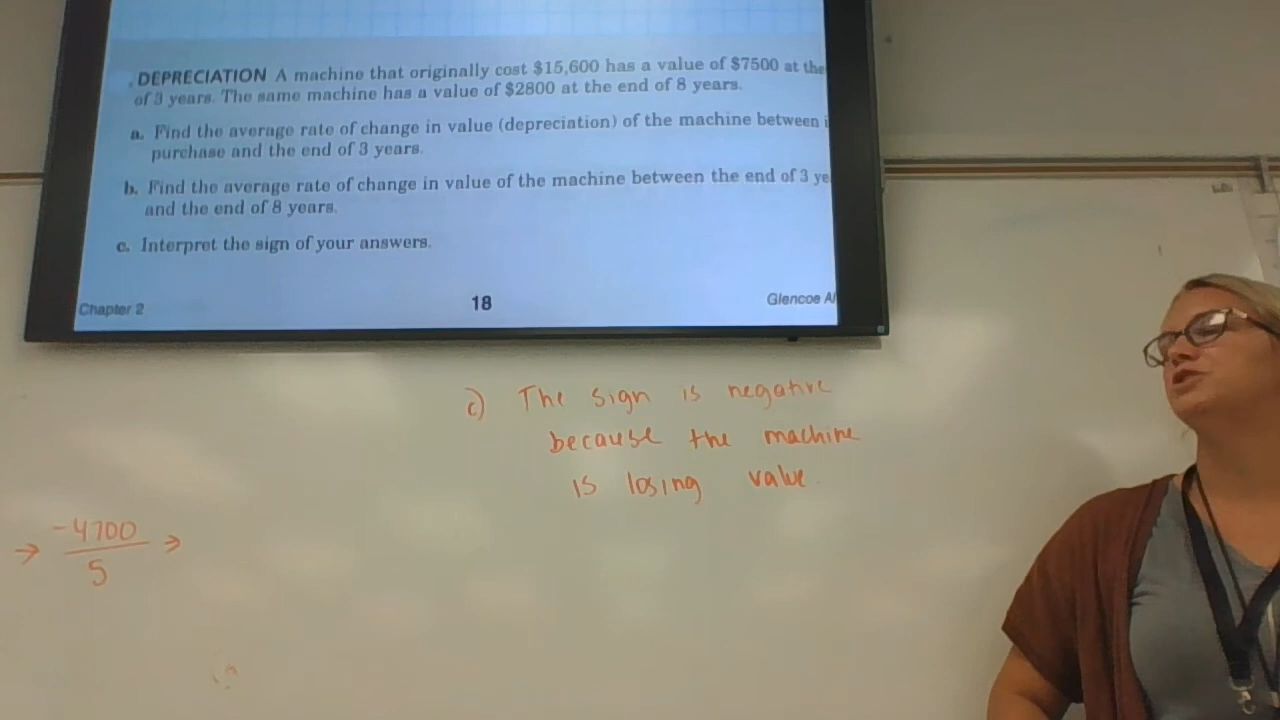 DEPRECIATION A machine that originally cost $15,600 has a value of $7500 at the
of 3 years. The same machine has a value of $2800 at the end of 8 years.
a. Find the average rate of change in value (depreciation) of the machine between
purchase and the end of 3 years.
b. Find the average rate of change in value of the machine between the end of 3 ye
and the end of 8 years.
c. Interpret the sign of your answers.
Chapter 2 18 Glencoe Al
c) The sign is negative
because the machine
is losing value
→ -4700 →
5